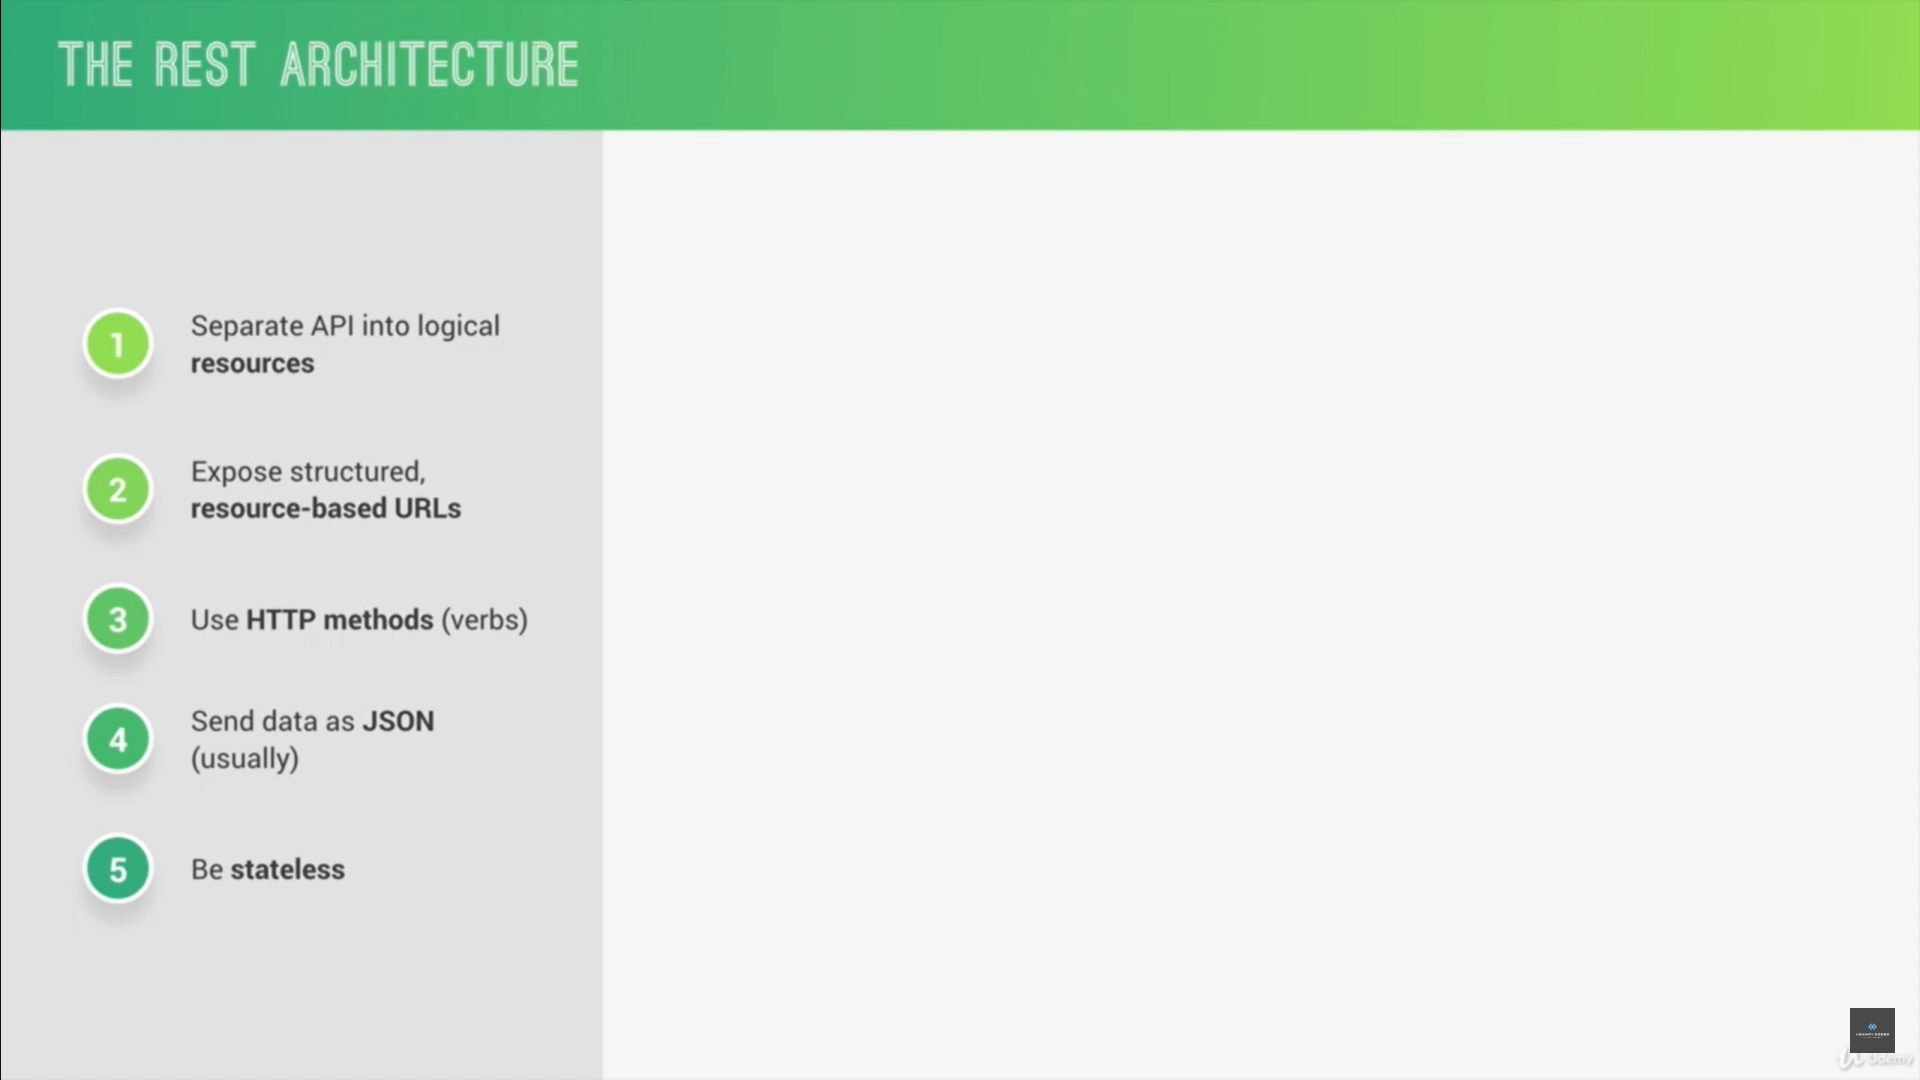 THE REST ARCHITECTURE
1
Separate API into logical
resources
2
Expose structured,
resource-based URLs
3
Use HTTP methods (verbs)
4
Send data as JSON
(usually)
5
Be stateless
Udemy